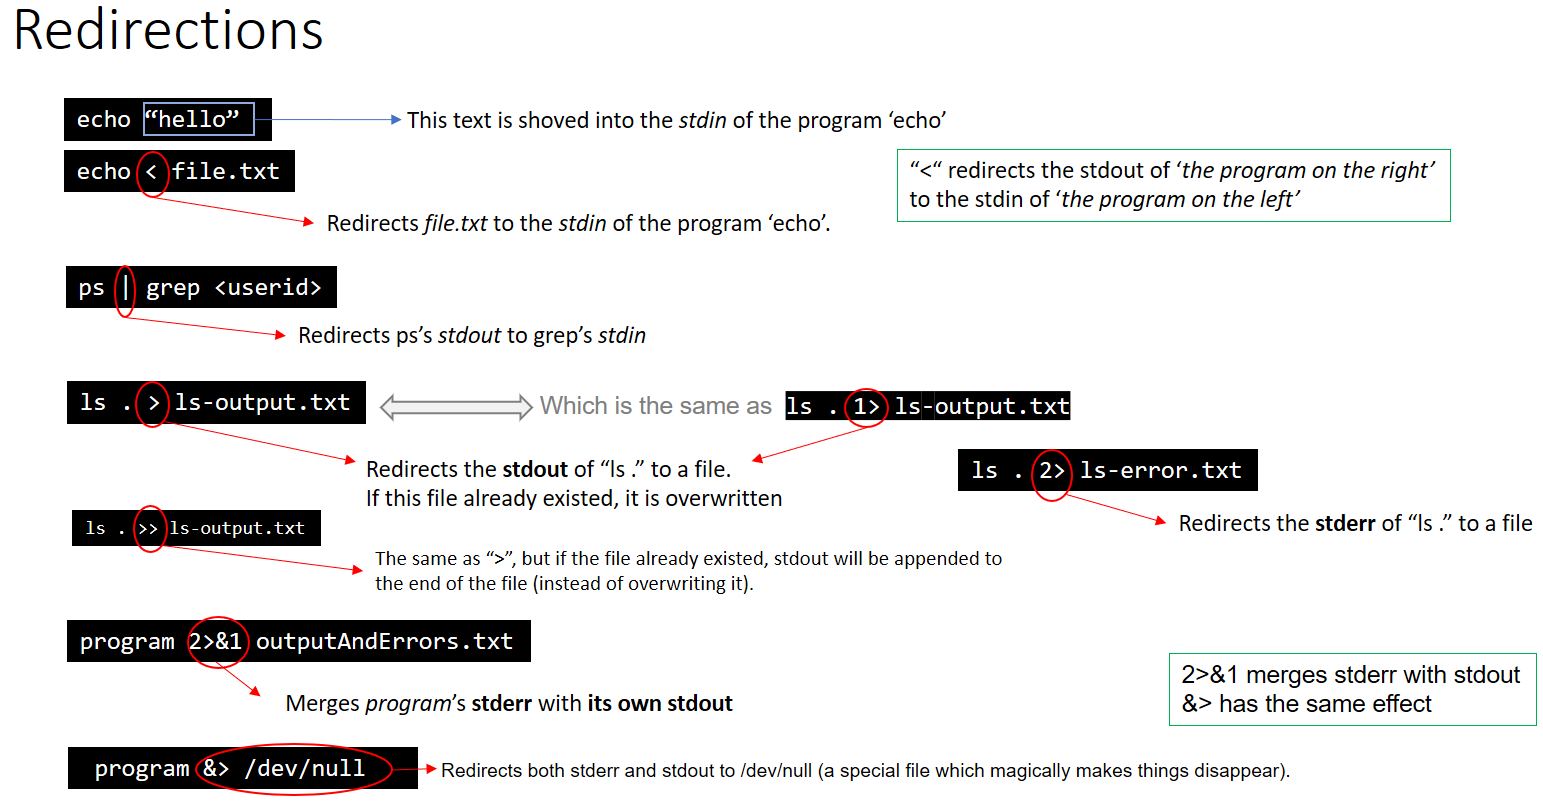 Redirections
echo “hello”
This text is shoved into the stdin of the program ‘echo’
echo < file.txt
“<“ redirects the stdout of ‘the program on the right’
to the stdin of ‘the program on the left’
Redirects file.txt to the stdin of the program ‘echo’.
ps | grep <userid>
Redirects ps’s stdout to grep’s stdin
ls . > ls-output.txt
Which is the same as
ls . 1> ls-output.txt
Redirects the stdout of “ls .” to a file.
If this file already existed, it is overwritten
ls . 2> ls-error.txt
Redirects the stderr of “ls .” to a file
ls . >> ls-output.txt
The same as “>”, but if the file already existed, stdout will be appended to
the end of the file (instead of overwriting it).
program 2>&1 outputAndErrors.txt
Merges program’s stderr with its own stdout
2>&1 merges stderr with stdout
&> has the same effect
program &> /dev/null
Redirects both stderr and stdout to /dev/null (a special file which magically makes things disappear).